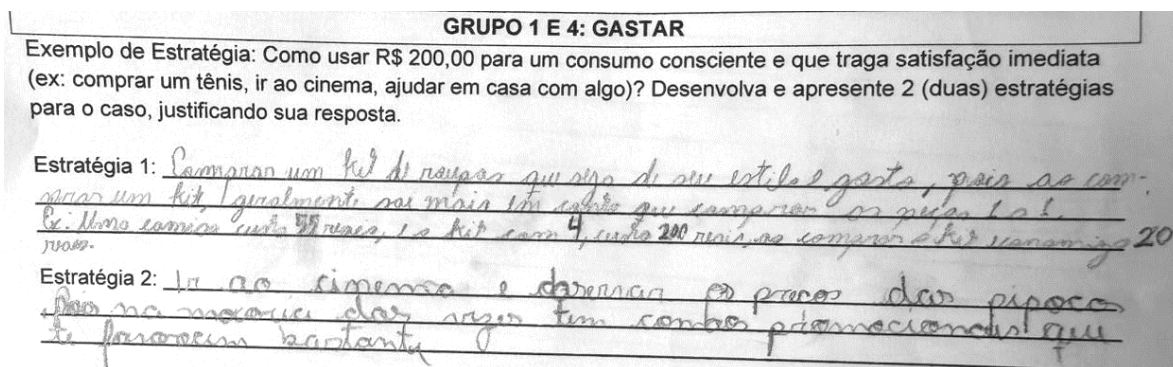 GRUPO 1 E 4: GASTAR
Exemplo de Estratégia: Como usar R$ 200,00 para um consumo consciente e que traga satisfação imediata
(ex: comprar um tênis, ir ao cinema, ajudar em casa com algo)? Desenvolva e apresente 2 (duas) estratégias
para o caso, justificando sua resposta.
Estratégia 1: Comprar um kit de roupas que seja de seu estilo e gosto, pois ao com-
prar um kit, geralmente sai mais em conta que comprar as peças 1 a 1.
Ex: Uma camisa custa 55 reais, e o kit com 4, custa 200 reais, ao comprar o kit economiza 20
reais.
Estratégia 2: Ir ao cinema e observar os preços das pipocas
Pois na maioria das vezes tem combos promocionais que
te favorecem bastante